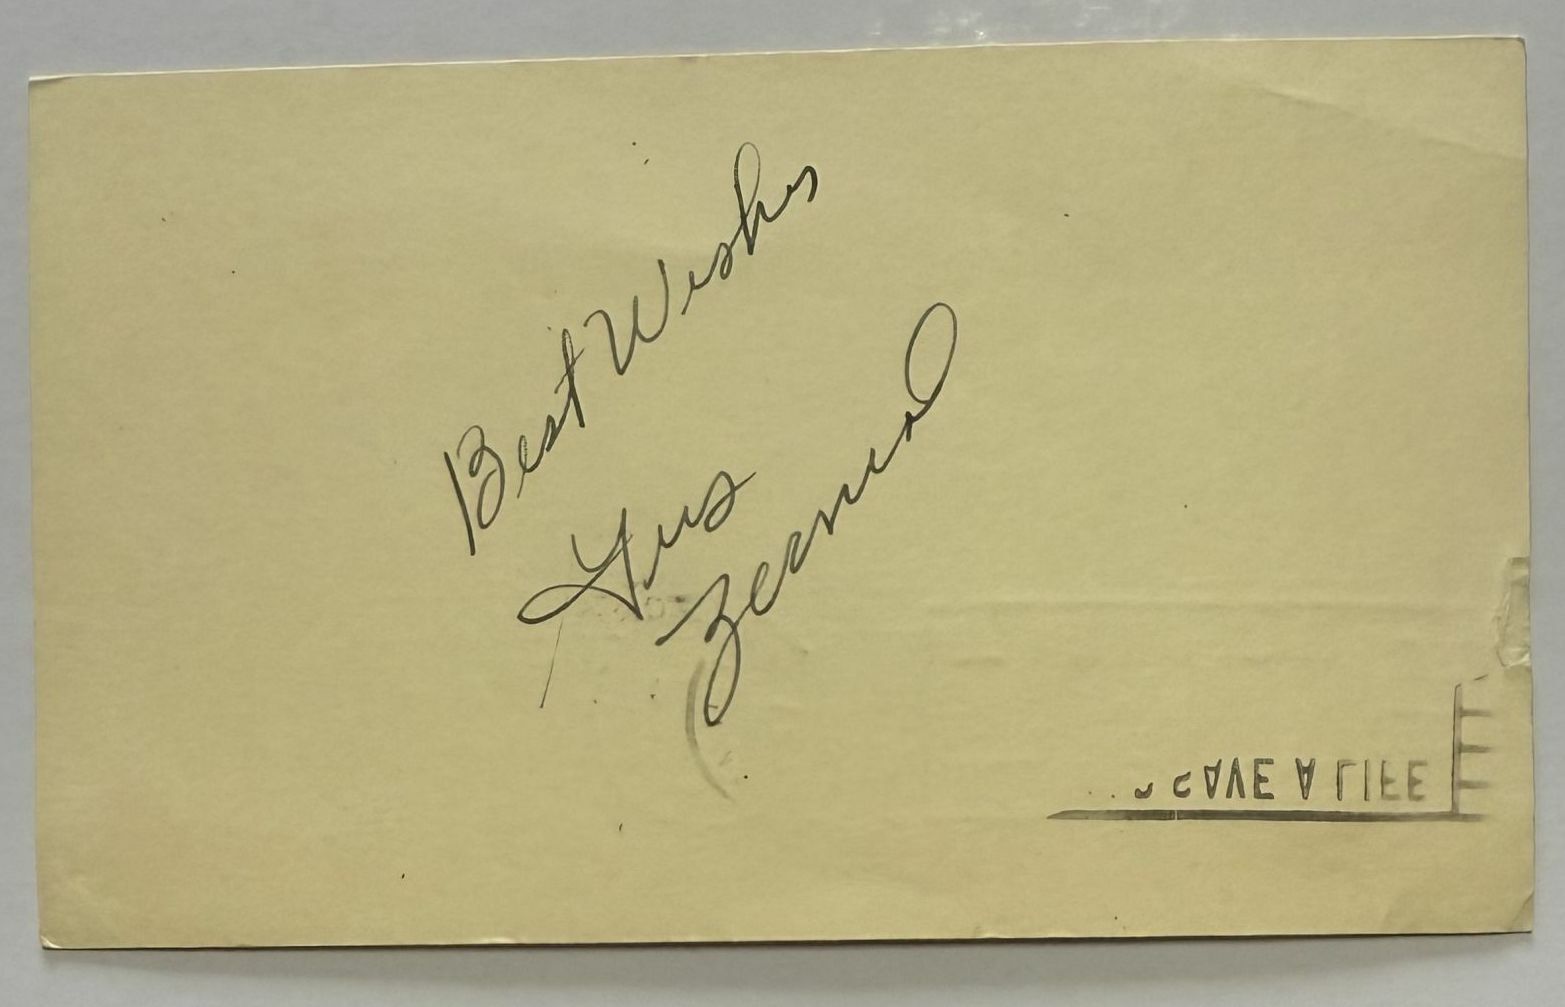 Best Wishes
Gus
Zernial
SAVE A LIFE